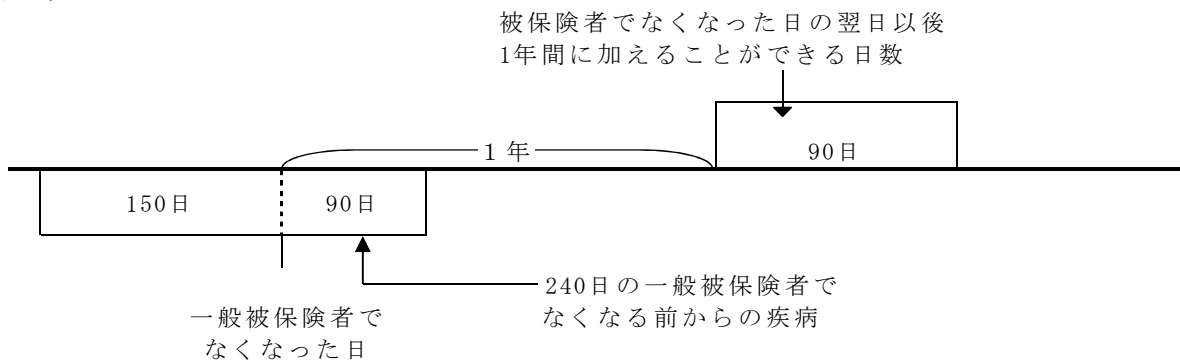 被保険者でなくなった日の翌日以後
1年間に加えることができる日数
1年
90日
150日
90日
240日の一般被保険者で
なくなる前からの疾病
一般被保険者で
なくなった日